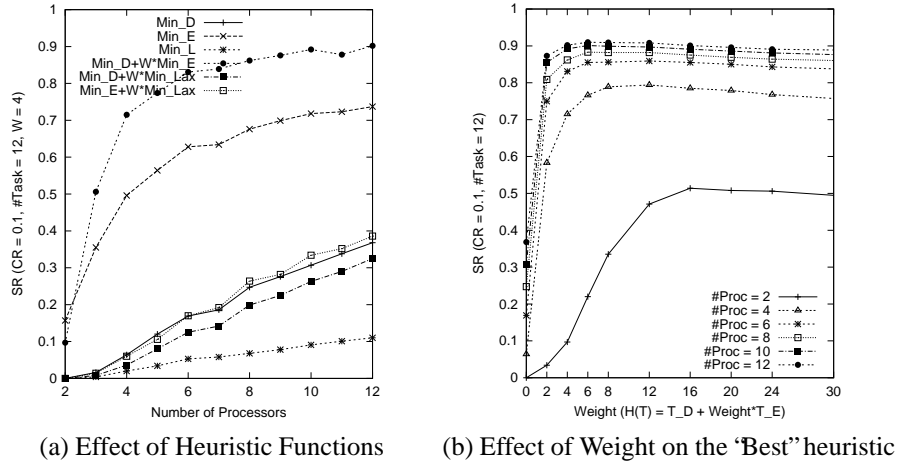 SR (CR = 0.1, #Task = 12, W = 4)
1
0.9
0.8
0.7
0.6
0.5
0.4
0.3
0.2
0.1
0
Min_D
Min_E
Min_L
Min_D+W*Min_E
Min_D+W*Min_Lax
Min_E+W*Min_Lax
2 4 6 8 10 12
Number of Processors
(a) Effect of Heuristic Functions
SR (CR = 0.1, #Task = 12)
1
0.9
0.8
0.7
0.6
0.5
0.4
0.3
0.2
0.1
0
#Proc = 2
#Proc = 4
#Proc = 6
#Proc = 8
#Proc = 10
#Proc = 12
0 2 4 6 8 12 16 20 24 30
Weight (H(T) = T_D + Weight*T_E)
(b) Effect of Weight on the “Best” heuristic